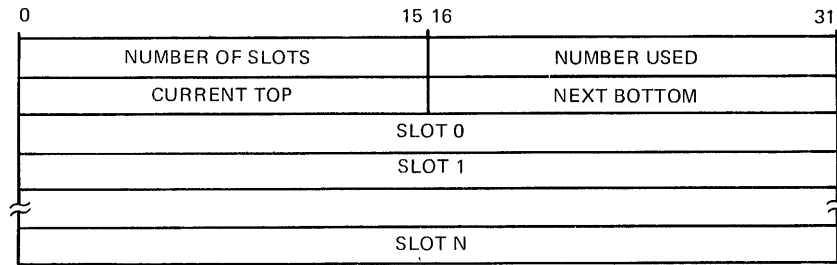 0 15 16 31
NUMBER OF SLOTS NUMBER USED
CURRENT TOP NEXT BOTTOM
SLOT 0
SLOT 1
SLOT N